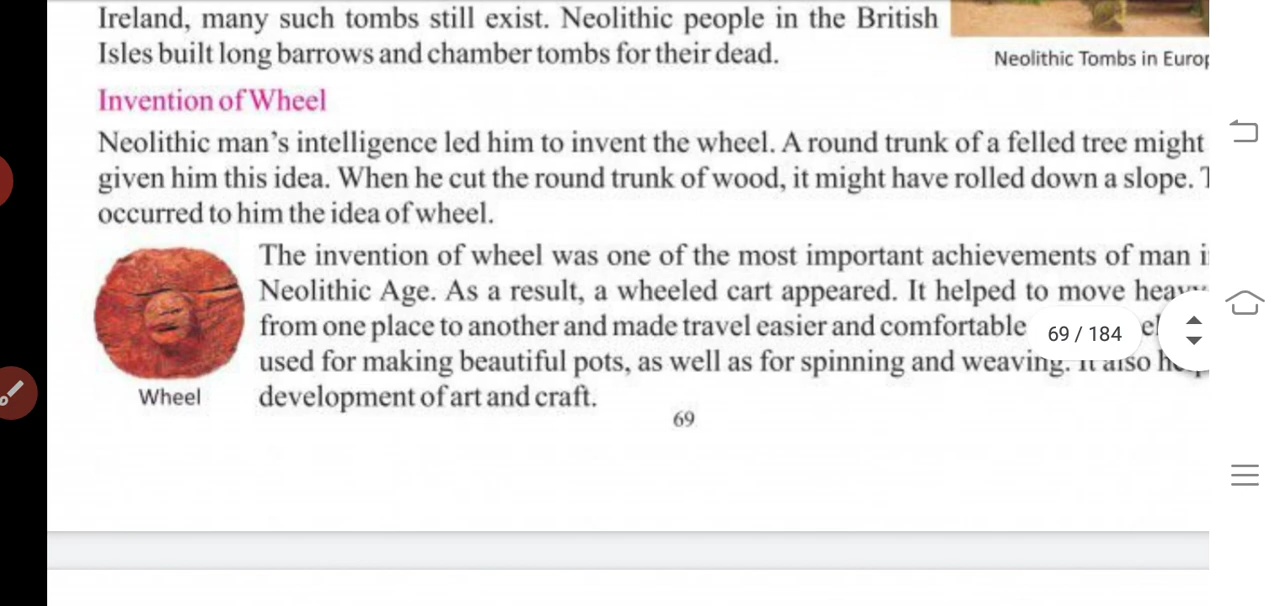 Ireland, many such tombs still exist. Neolithic people in the British
Isles built long barrows and chamber tombs for their dead.
Neolithic Tombs in
Invention of Wheel
Neolithic man's intelligence led him to invent the wheel. A round trunk of a felled tree might
given him this idea. When he cut the round trunk of wood, it might have rolled down a slope.
occurred to him the idea of wheel.
The invention of wheel was one of the most important achievements of man
Neolithic Age. As a result, a wheeled cart appeared. It helped to move
from one place to another and made travel easier and comfortable
69 / 184
used for making beautiful pots, as well as for spinning and weaving. It also
Wheel
development of art and craft.
69